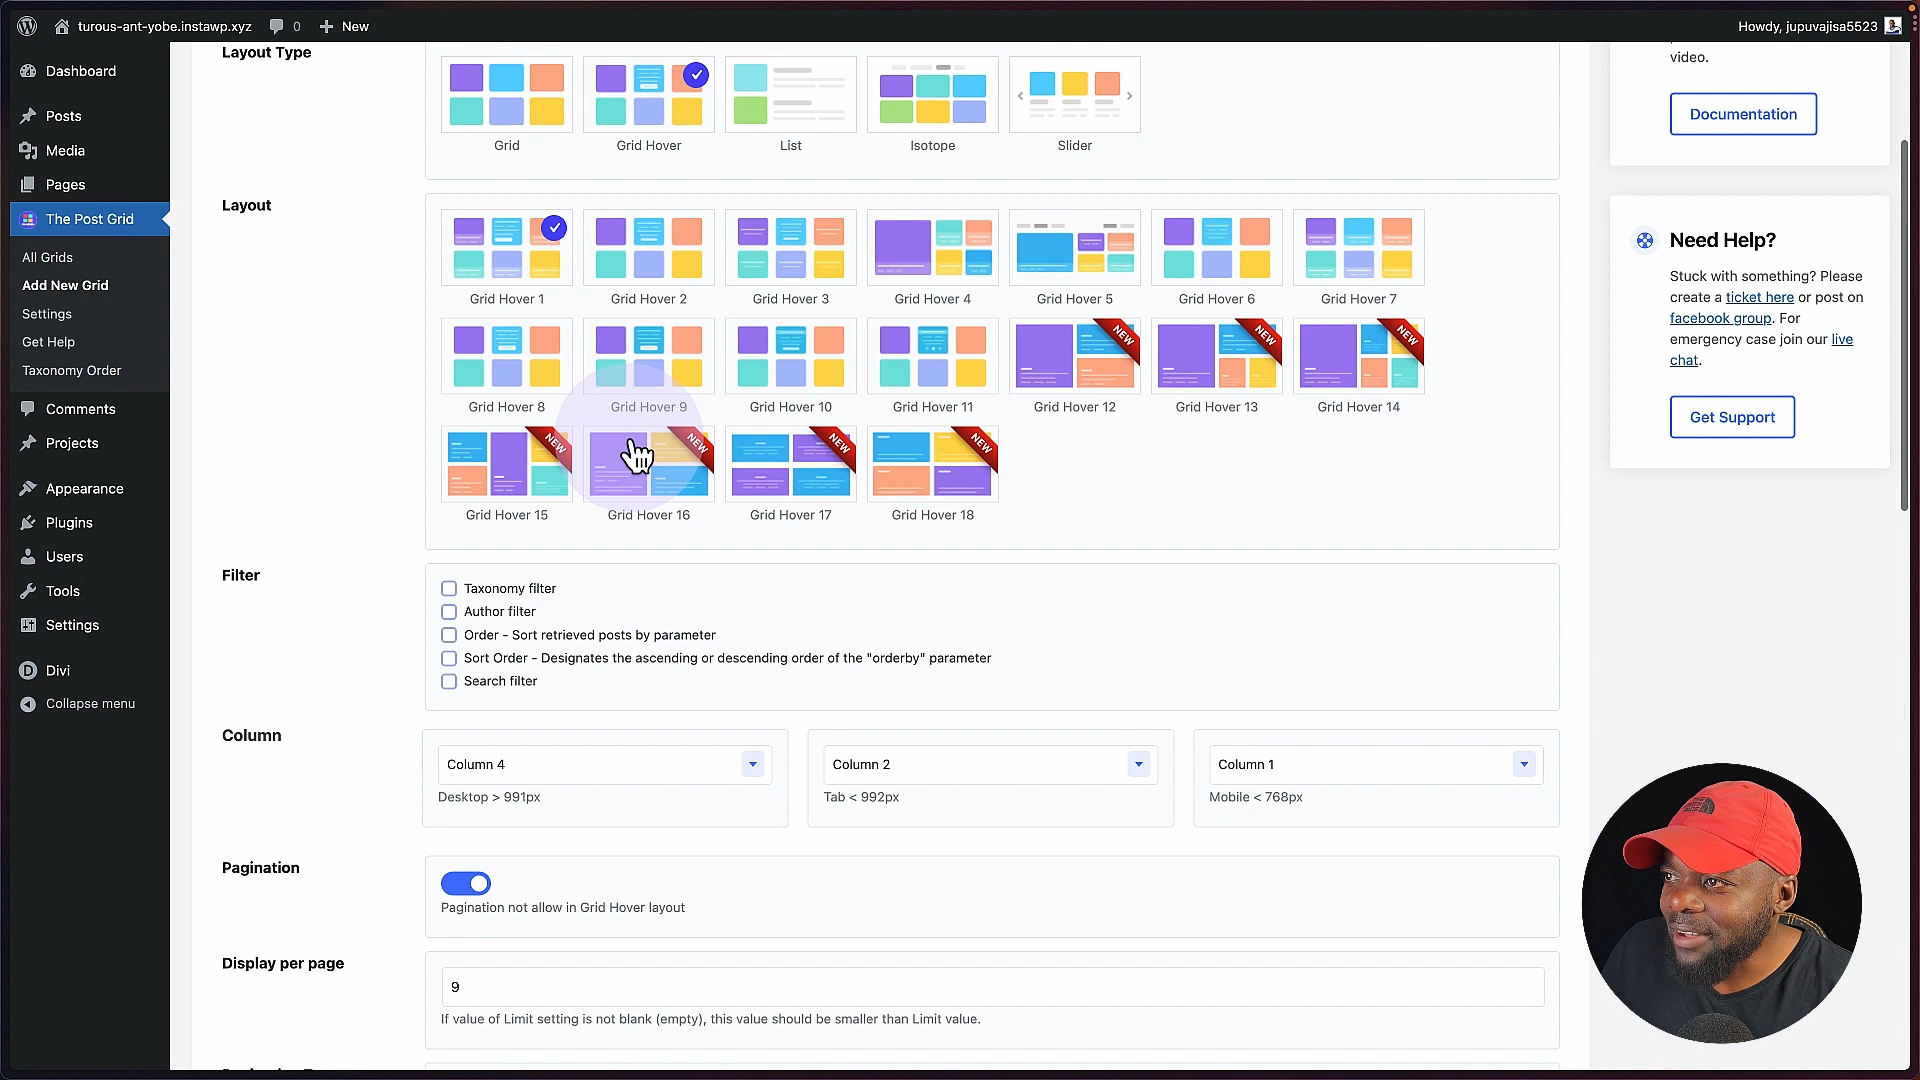 turous-ant-yobe.instawp.xyz 0 New Howdy, jupuvajisa5523
Dashboard
Posts
Media
Pages
The Post Grid
All Grids
Add New Grid
Settings
Get Help
Taxonomy Order
Comments
Projects
Appearance
Plugins
Users
Tools
Settings
Divi
Collapse menu
Layout Type
Grid Grid Hover List Isotope Slider
Layout
Grid Hover 1 Grid Hover 2 Grid Hover 3 Grid Hover 4 Grid Hover 5 Grid Hover 6 Grid Hover 7
NEW NEW NEW
Grid Hover 8 Grid Hover 9 Grid Hover 10 Grid Hover 11 Grid Hover 12 Grid Hover 13 Grid Hover 14
NEW NEW NEW NEW
Grid Hover 15 Grid Hover 16 Grid Hover 17 Grid Hover 18
Filter
Taxonomy filter
Author filter
Order - Sort retrieved posts by parameter
Sort Order - Designates the ascending or descending order of the "orderby" parameter
Search filter
Column
Column 4 Column 2 Column 1
Desktop > 991px Tab < 992px Mobile < 768px
Pagination
Pagination not allow in Grid Hover layout
Display per page
9
If value of Limit setting is not blank (empty), this value should be smaller than Limit value.
video.
Documentation
Need Help?
Stuck with something? Please
create a ticket here or post on
facebook group. For
emergency case join our live
chat.
Get Support